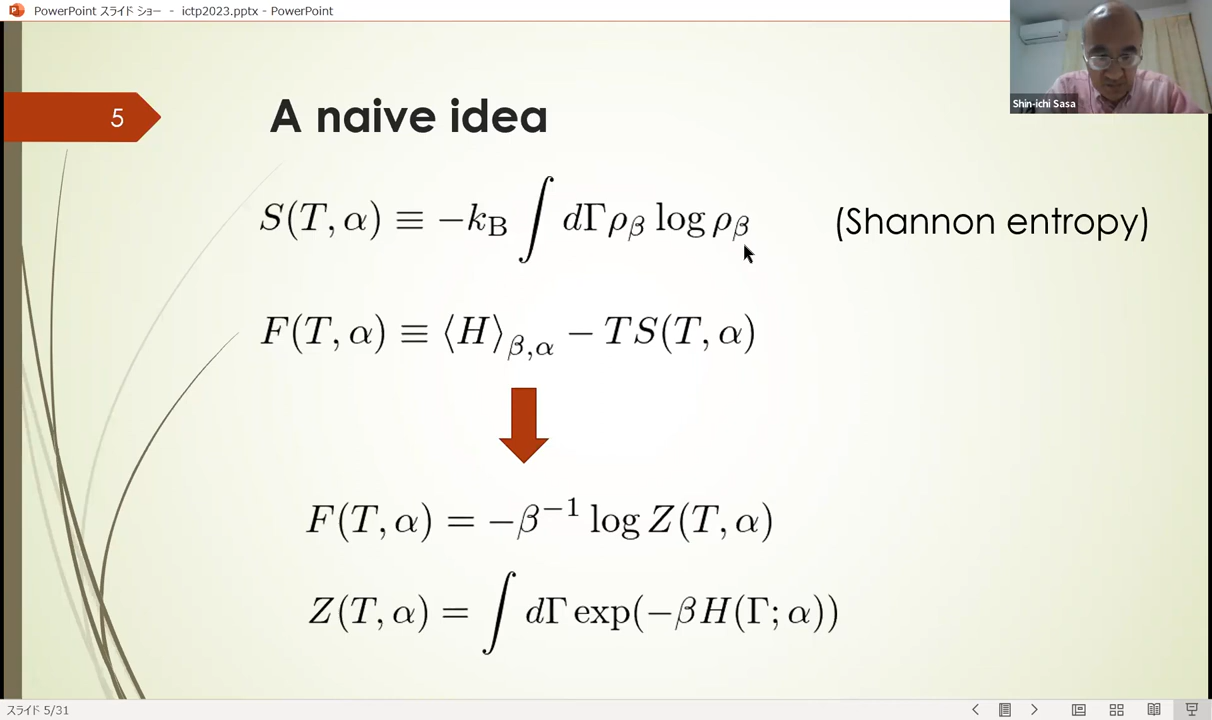 PowerPoint スライド ショー - ictp2023.pptx - PowerPoint
Shin-ichi Sasa
5
A naive idea
S(T, α) ≡ −k_B ∫ dΓρ_β log ρ_β (Shannon entropy)
F(T, α) ≡ ⟨H⟩_{β,α} − TS(T, α)
F(T, α) = −β^{−1} log Z(T, α)
Z(T, α) = ∫ dΓ exp(−βH(Γ; α))
スライド 5/31